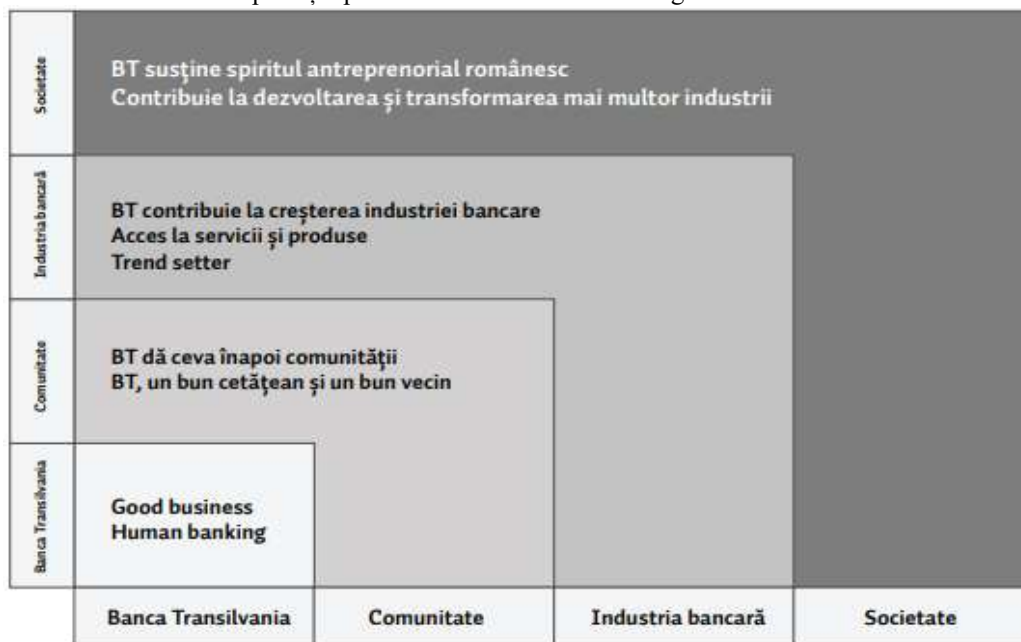 Societate
BT susține spiritul antreprenorial românesc
Contribuie la dezvoltarea și transformarea mai multor industrii
Industria bancară
BT contribuie la creșterea industriei bancare
Acces la servicii și produse
Trend setter
Comunitate
BT dă ceva înapoi comunității
BT, un bun cetățean și un bun vecin
Banca Transilvania
Good business
Human banking
Banca Transilvania
Comunitate
Industria bancară
Societate